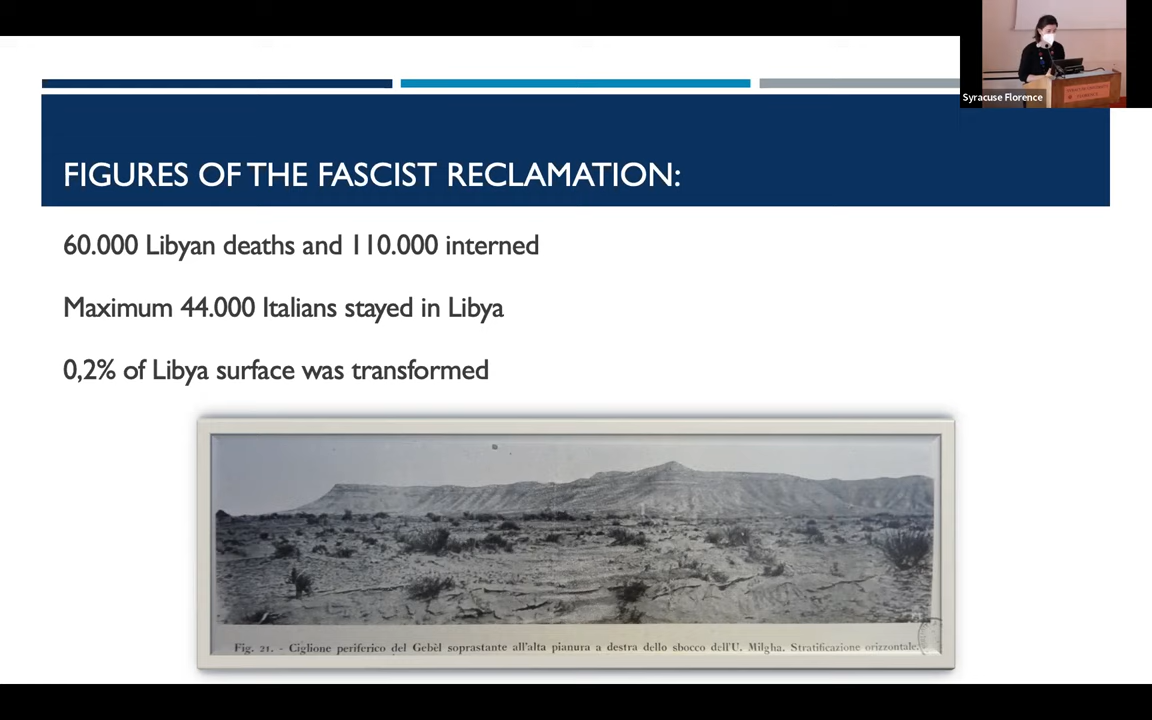 Syracuse Florence
FIGURES OF THE FASCIST RECLAMATION:
60.000 Libyan deaths and 110.000 interned
Maximum 44.000 Italians stayed in Libya
0,2% of Libya surface was transformed
Fig. 21. - Ciglione periferico del Gebèl soprastante all'alta pianura a destra dello sbocco dell'U. Milgha. Stratificazione orizzontale.